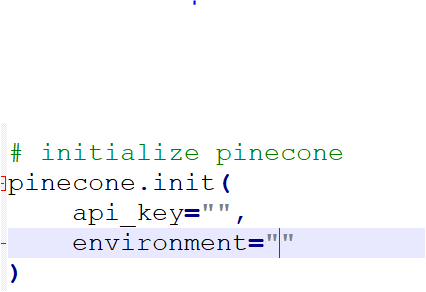 # initialize pinecone
pinecone.init(
    api_key="",
    environment=""
)